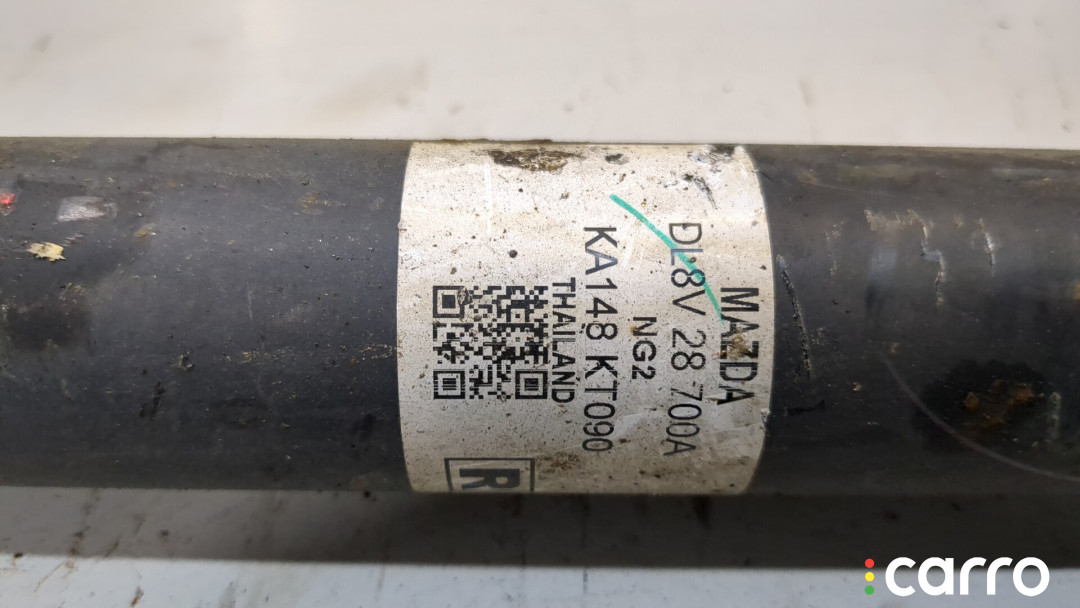 MAZDA
DL8V 28 700A
NG2
KA148 KT090
THAILAND
R
carro